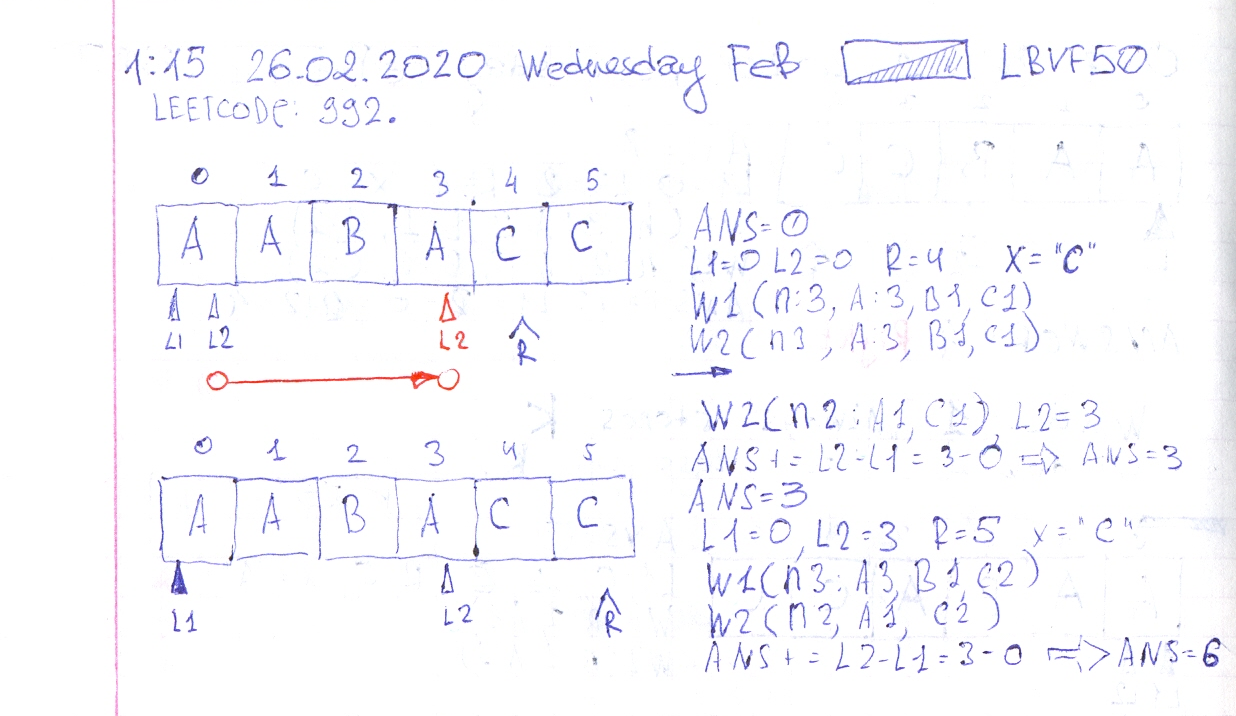 1:15 26.02.2020 Wednesday Feb LBVF50
LEETCODE: 992.
0 1 2 3 4 5
A A B A C C
L1 L2 L2 R
0 1 2 3 4 5
A A B A C C
L1 L2 R
ANS=0
L1=0 L2=0 R=4 X="C"
W1(n:3, A:3, B1, C1)
W2(n3, A:3, B1, C1)
W2(n2: A1, C1), L2=3
ANS+=L2-L1=3-0 => ANS=3
ANS=3
L1=0, L2=3 R=5 X="C"
W1(n3: A3, B1, C2)
W2(n2, A1, C2)
ANS+=L2-L1=3-0 => ANS=6